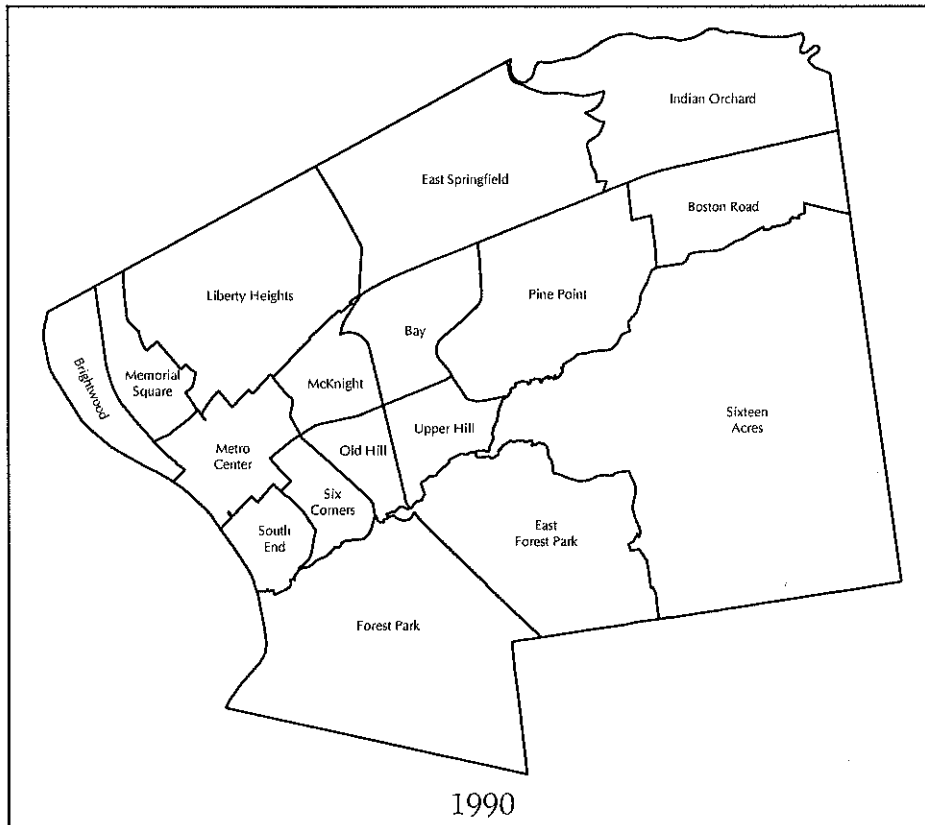 Indian Orchard
East Springfield
Boston Road
Liberty Heights
Pine Point
Bay
Brightwood
Memorial
Square
McKnight
Sixteen
Acres
Metro
Center
Old Hill
Upper Hill
Six
Corners
South
End
East
Forest Park
Forest Park
1990